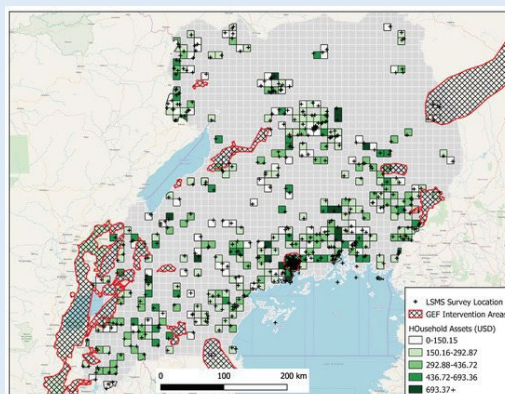 LSMS Survey Location
GEF Intervention Areas
HOusehold Assets (USD)
0-150.15
150.16-292.87
292.88-436.72
436.72-693.36
693.37+
0 100 200 km